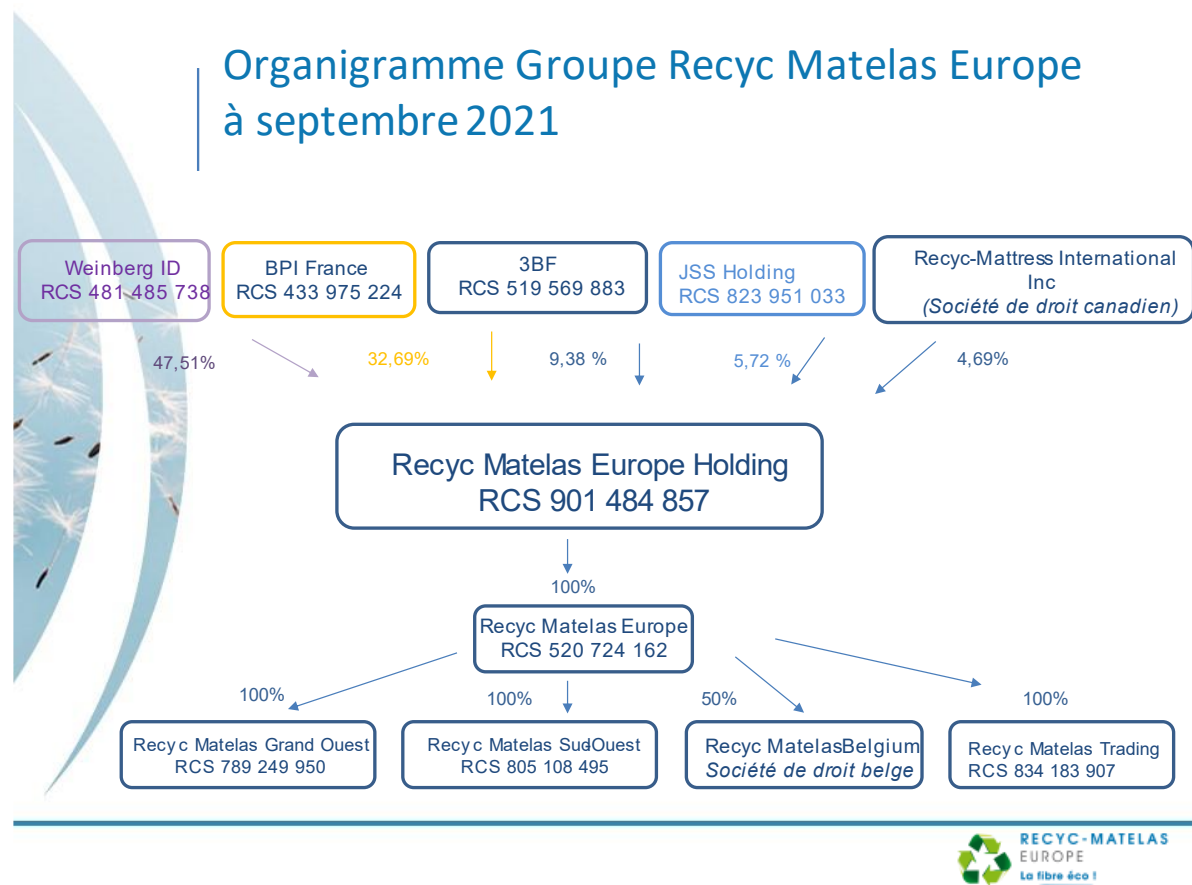 Organigramme Groupe Recyc Matelas Europe
à septembre 2021
Weinberg ID
RCS 481 485 738
BPI France
RCS 433 975 224
3BF
RCS 519 569 883
JSS Holding
RCS 823 951 033
Recyc-Mattress International
Inc
(Société de droit canadien)
47,51%
32,69%
9,38 %
5,72 %
4,69%
Recyc Matelas Europe Holding
RCS 901 484 857
100%
Recyc Matelas Europe
RCS 520 724 162
100%
100%
50%
100%
Recyc Matelas Grand Ouest
RCS 789 249 950
Recyc Matelas Sud-Ouest
RCS 805 108 495
Recyc MatelasBelgium
Société de droit belge
Recyc Matelas Trading
RCS 834 183 907
RECYC-MATELAS
EUROPE
La fibre éco !